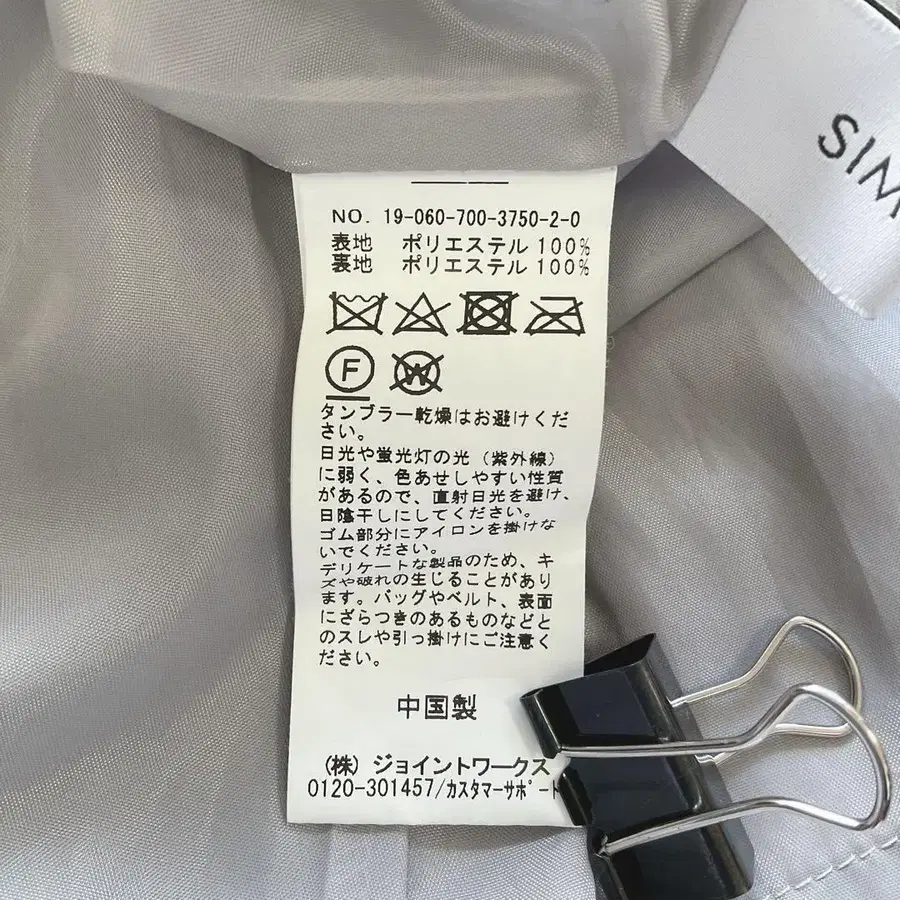 SIM
NO. 19-060-700-3750-2-0
表地 ポリエステル 100%
裏地 ポリエステル 100%
F
W
タンブラー乾燥はお避けくだ
さい。
日光や蛍光灯の光（紫外線）
に弱く、色あせしやすい性質
があるので、直射日光を避け、
日陰干しにしてください。
ゴム部分にアイロンを掛けな
いでください。
デリケートな製品のため、キ
ズや破れの生じることがあり
ます。バッグやベルト、表面
にざらつきのあるものなどと
のスレや引っ掛けにご注意く
ださい。
中国製
（株）ジョイントワークス
0120-301457/カスタマーサポート